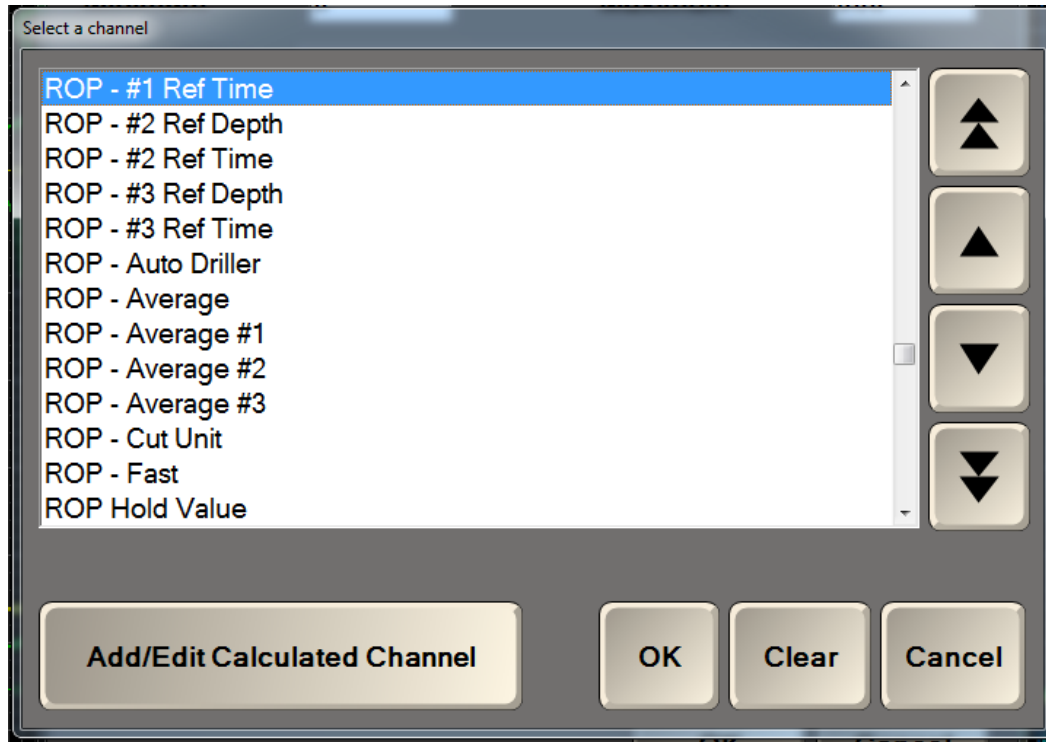 Select a channel
ROP - #1 Ref Time
ROP - #2 Ref Depth
ROP - #2 Ref Time
ROP - #3 Ref Depth
ROP - #3 Ref Time
ROP - Auto Driller
ROP - Average
ROP - Average #1
ROP - Average #2
ROP - Average #3
ROP - Cut Unit
ROP - Fast
ROP Hold Value
Add/Edit Calculated Channel
OK
Clear
Cancel